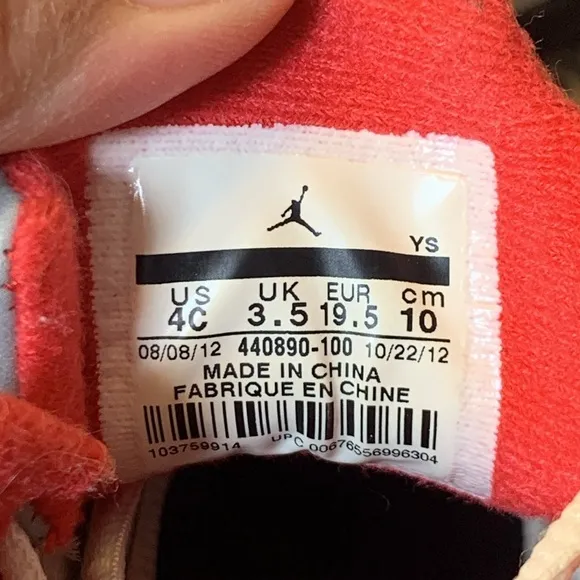 YS
US UK EUR cm
4C 3.5 19.5 10
08/08/12 440890-100 10/22/12
MADE IN CHINA
FABRIQUE EN CHINE
103759914 UPC 00676556996304